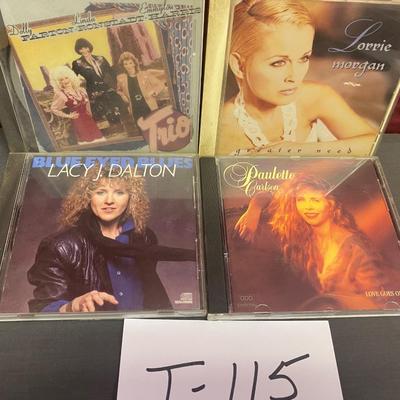 Dolly Linda Emmylou
PARTON·RONSTADT·HARRIS
Trio
Lorrie
morgan
greater need
BLUE EYED BLUES
LACY J. DALTON
Paulette
Carlson
LOVE GOES ON
T-115